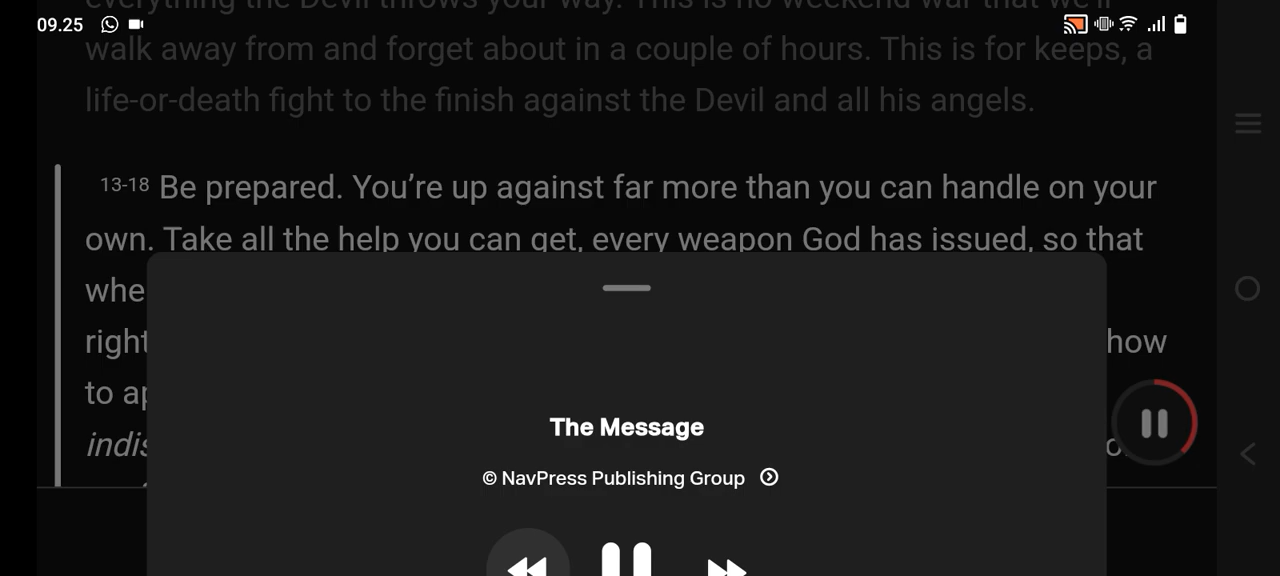 everything the Devil throws your way. This is no weekend war that we'll
09.25
walk away from and forget about in a couple of hours. This is for keeps, a
life-or-death fight to the finish against the Devil and all his angels.
13-18 Be prepared. You're up against far more than you can handle on your
own. Take all the help you can get, every weapon God has issued, so that
whe
right
how
to ap
The Message
indis
© NavPress Publishing Group